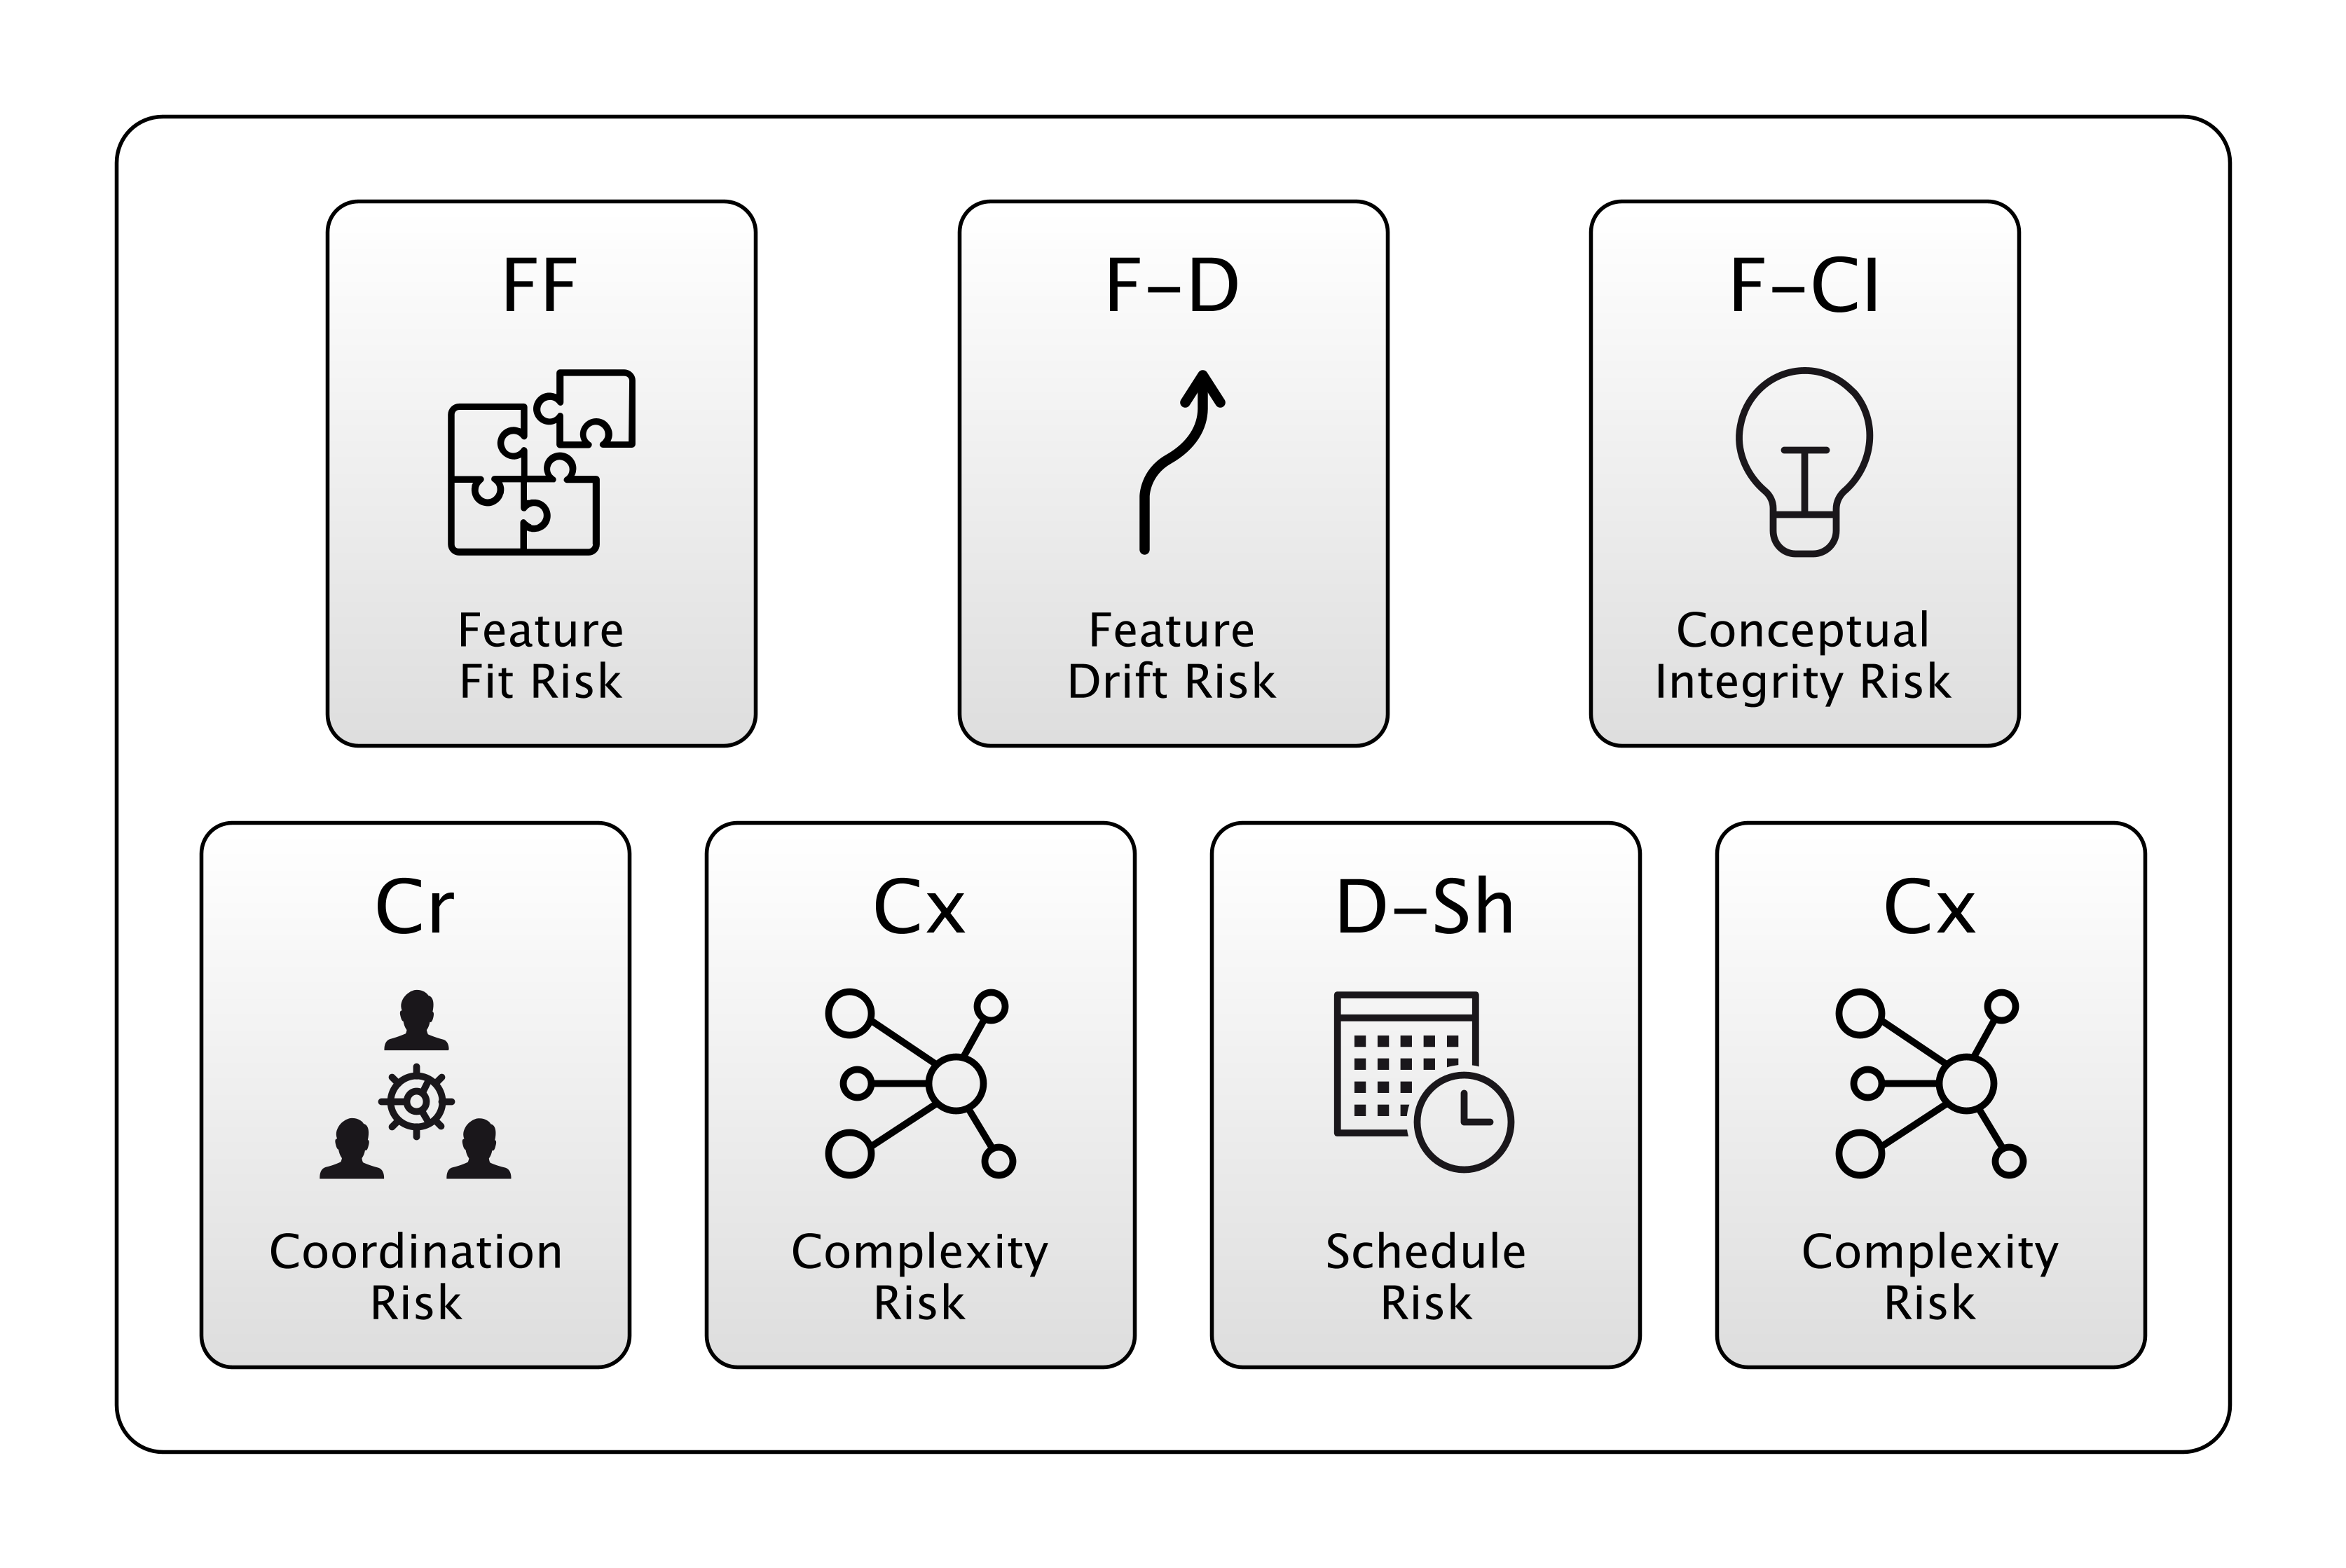 FF
Feature
Fit Risk
F–D
Feature
Drift Risk
F–CI
Conceptual
Integrity Risk
Cr
Coordination
Risk
Cx
Complexity
Risk
D–Sh
Schedule
Risk
Cx
Complexity
Risk